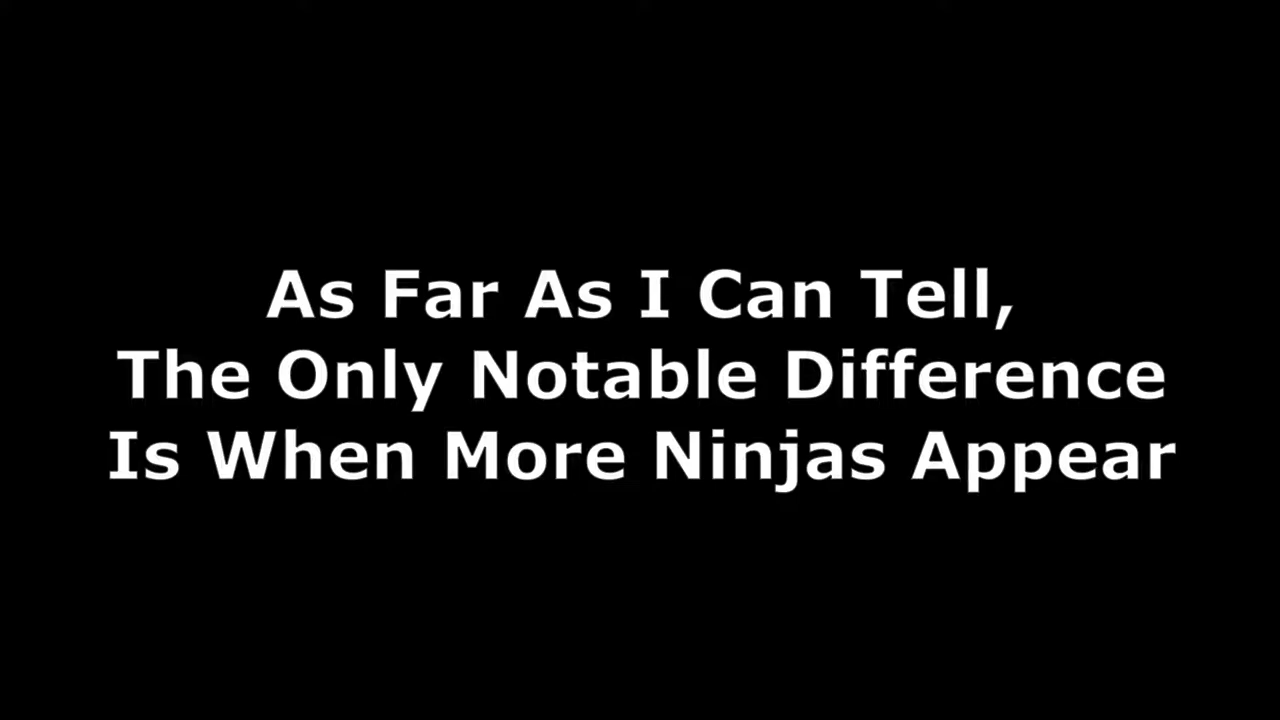 As Far As I Can Tell,
The Only Notable Difference
Is When More Ninjas Appear